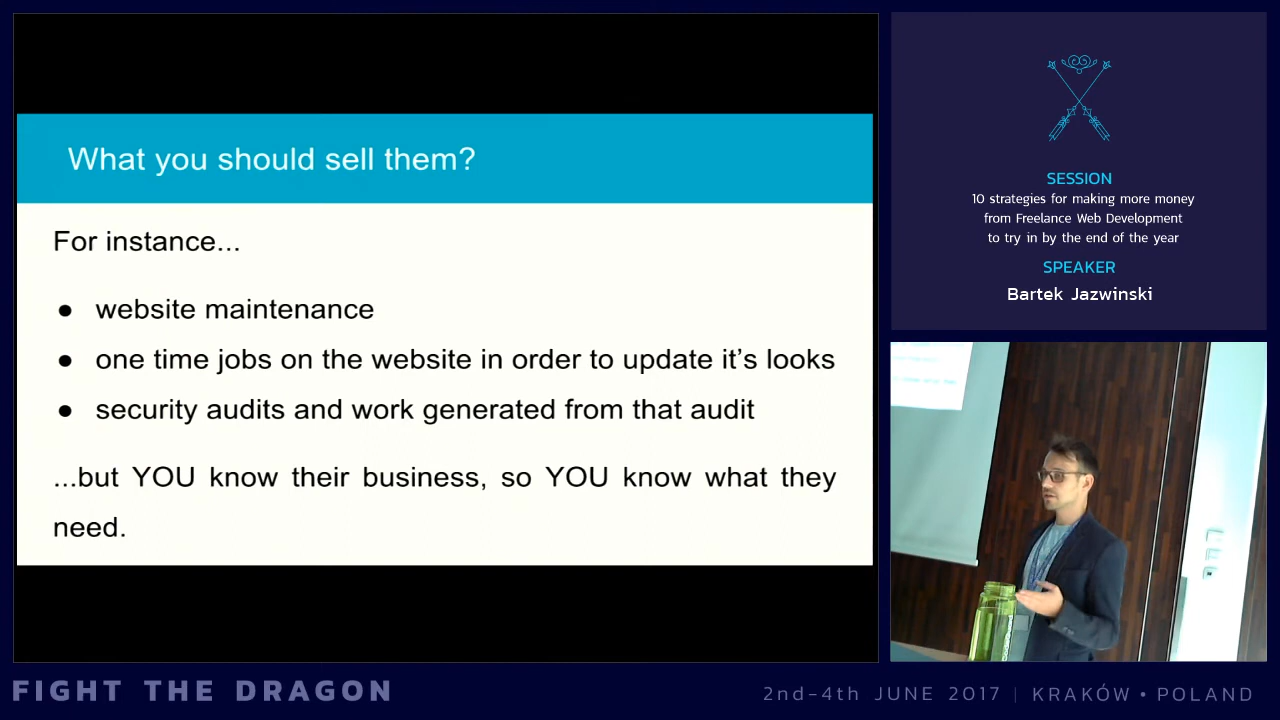 What you should sell them?
For instance...
● website maintenance
● one time jobs on the website in order to update it's looks
● security audits and work generated from that audit
...but YOU know their business, so YOU know what they
need.
SESSION
10 strategies for making more money
from Freelance Web Development
to try in by the end of the year
SPEAKER
Bartek Jazwinski
FIGHT THE DRAGON
2nd-4th JUNE 2017 | KRAKÓW • POLAND